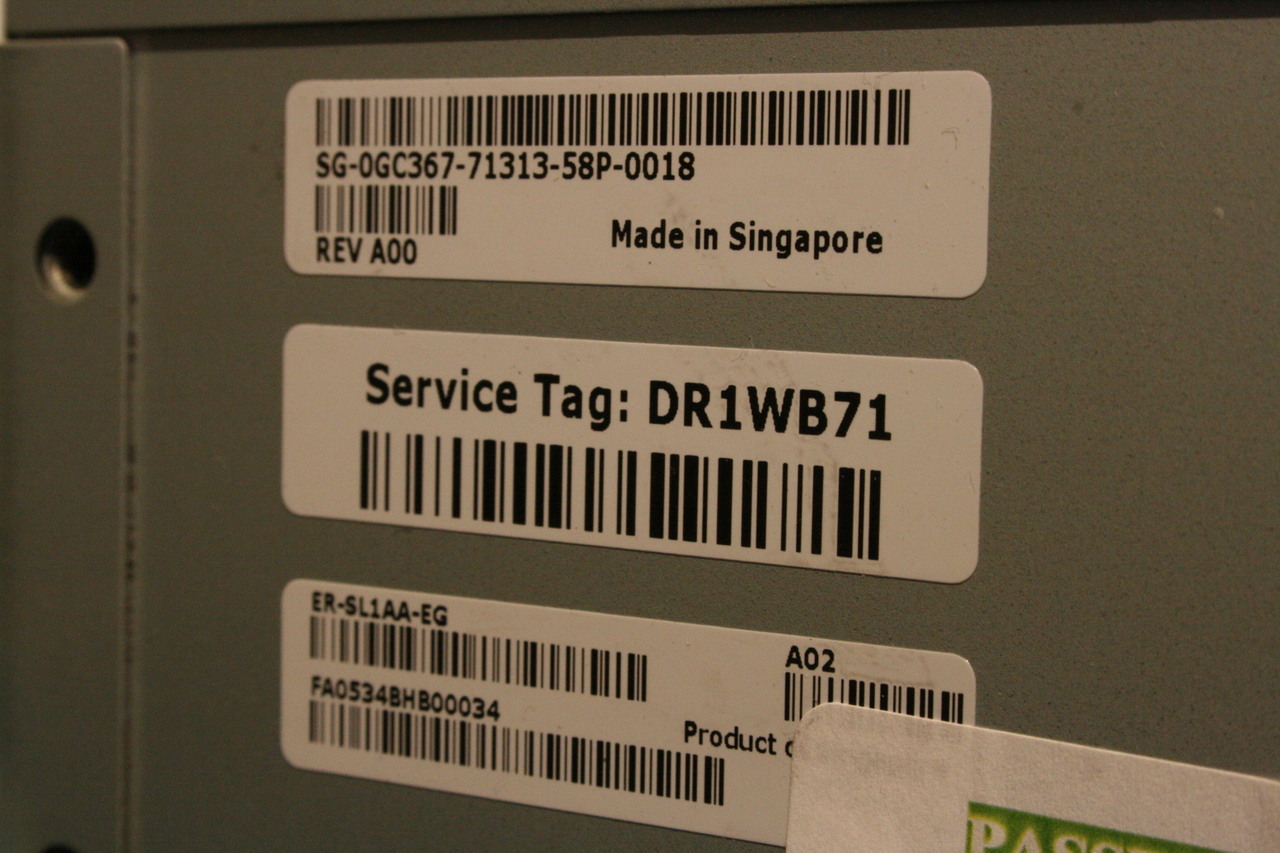 SG-0GC367-71313-58P-0018
REV A00
Made in Singapore
Service Tag: DR1WB71
ER-SL1AA-EG
A02
FA0534BHB00034
Product